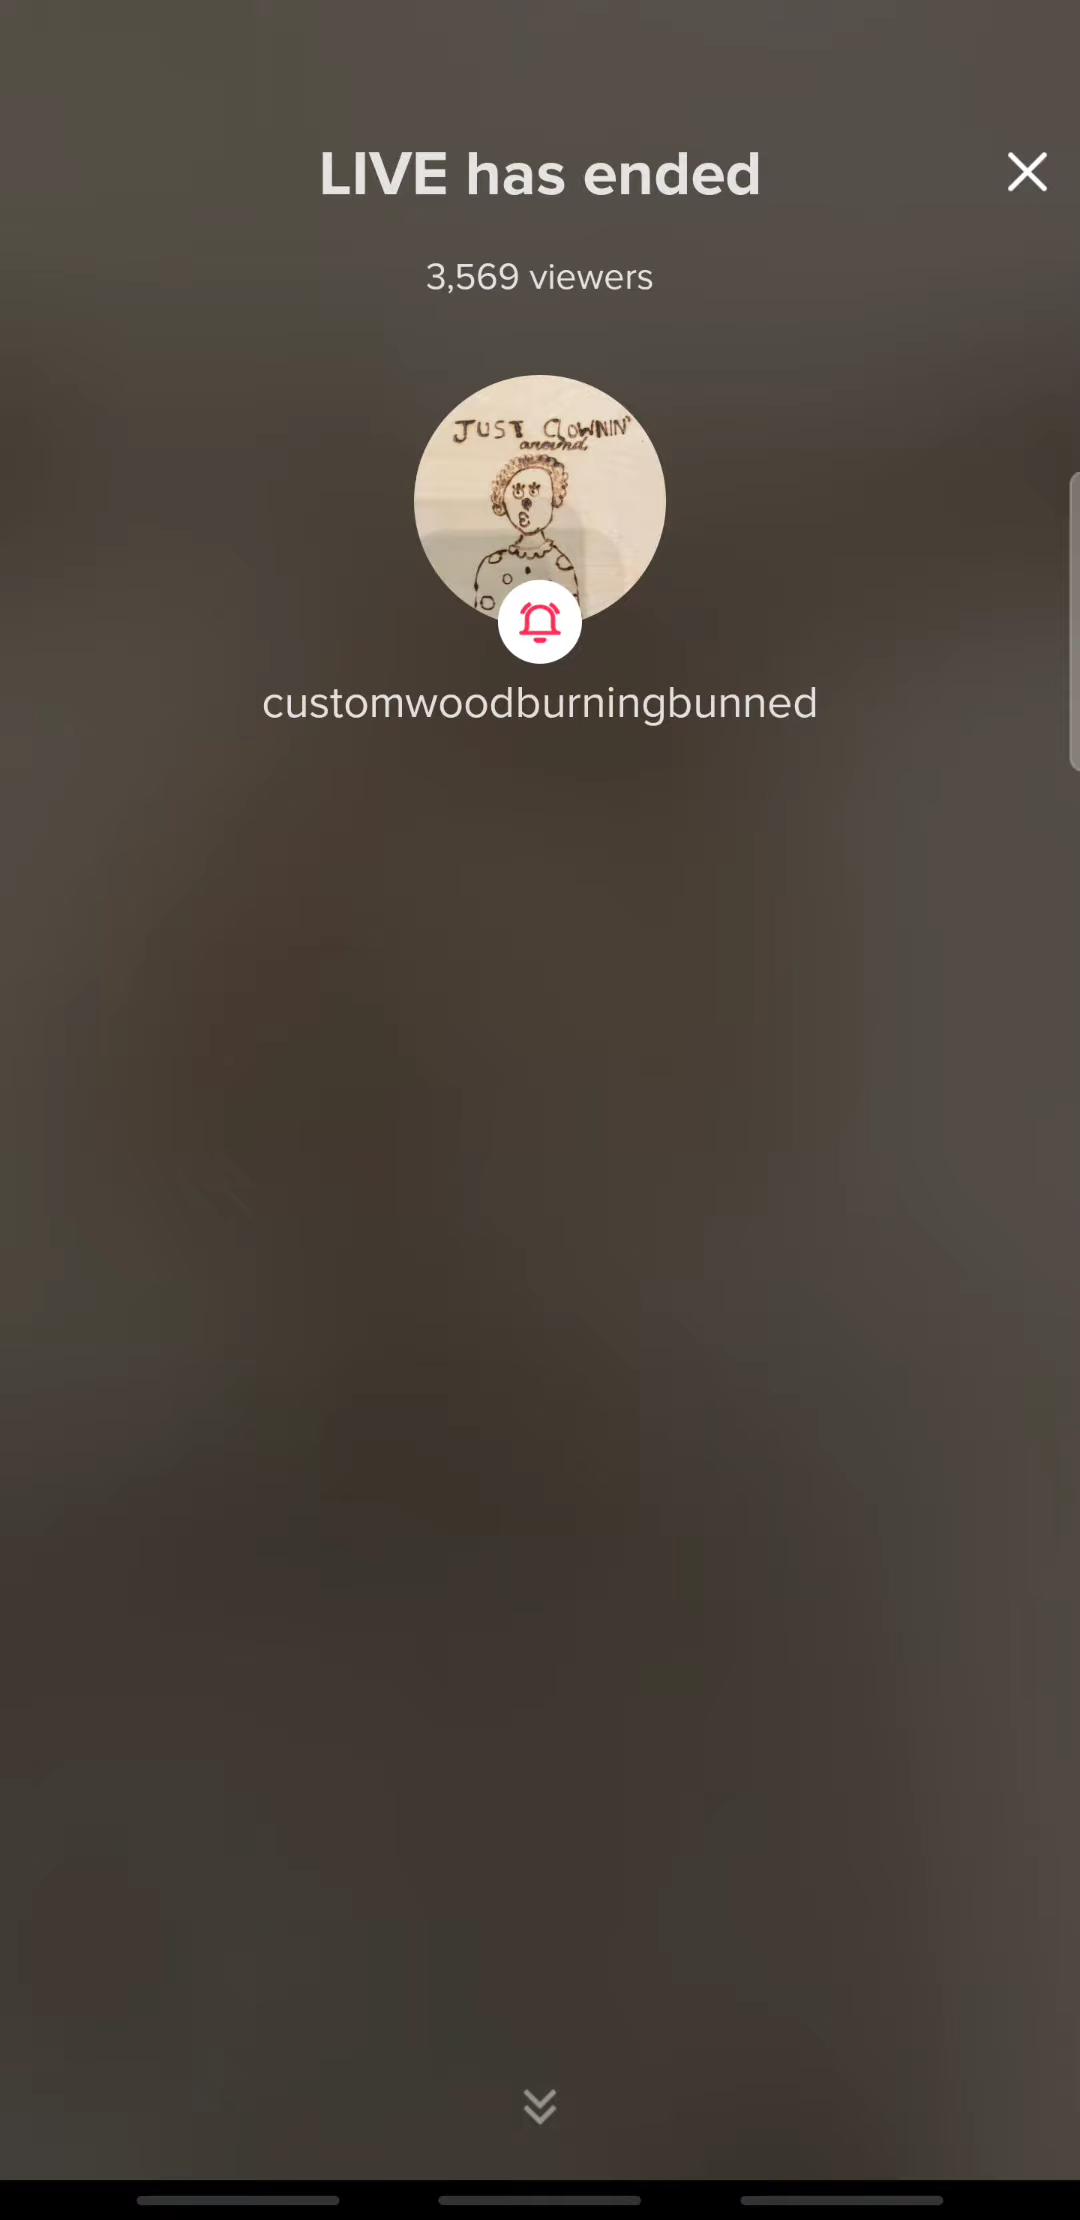 LIVE has ended
3,569 viewers
JUST CLOWNIN'
around,
customwoodburningbunned